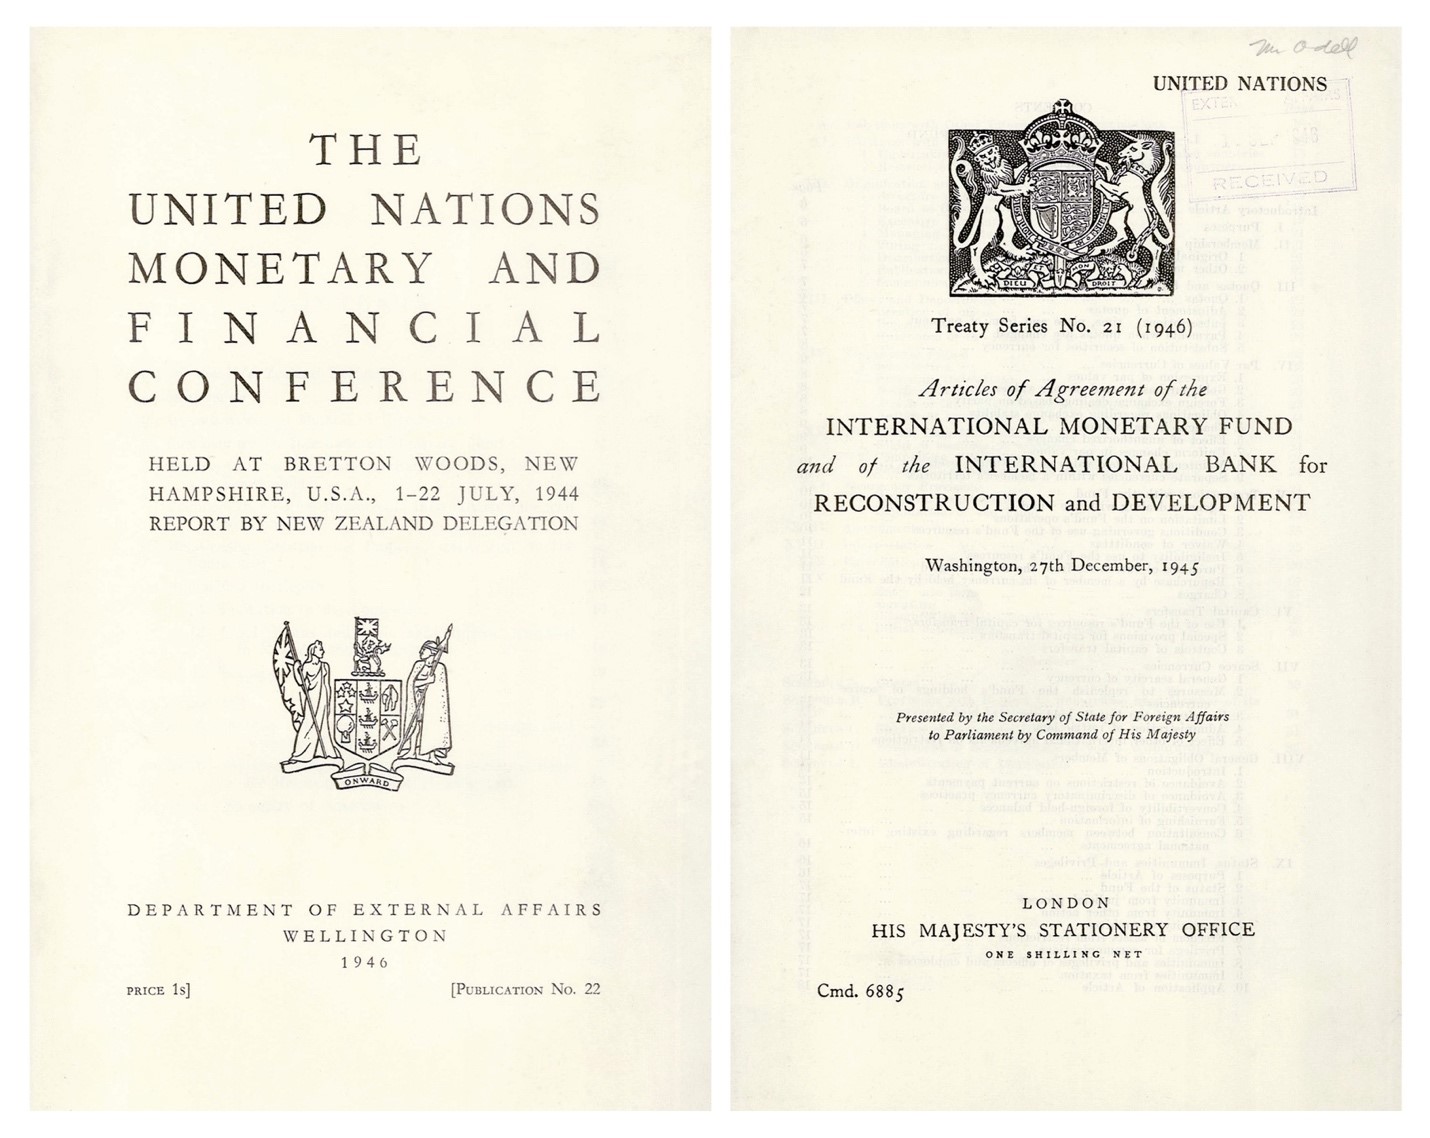 THE
UNITED NATIONS
MONETARY AND
FINANCIAL
CONFERENCE
HELD AT BRETTON WOODS, NEW
HAMPSHIRE, U.S.A., 1–22 JULY, 1944
REPORT BY NEW ZEALAND DELEGATION
ONWARD
DEPARTMENT OF EXTERNAL AFFAIRS
WELLINGTON
1946
PRICE 1s]
[PUBLICATION No. 22
Mr Odell
UNITED NATIONS
RECEIVED
DIEU ET MON DROIT
Treaty Series No. 21 (1946)
Articles of Agreement of the
INTERNATIONAL MONETARY FUND
and of the INTERNATIONAL BANK for
RECONSTRUCTION and DEVELOPMENT
Washington, 27th December, 1945
Presented by the Secretary of State for Foreign Affairs
to Parliament by Command of His Majesty
LONDON
HIS MAJESTY'S STATIONERY OFFICE
ONE SHILLING NET
Cmd. 6885